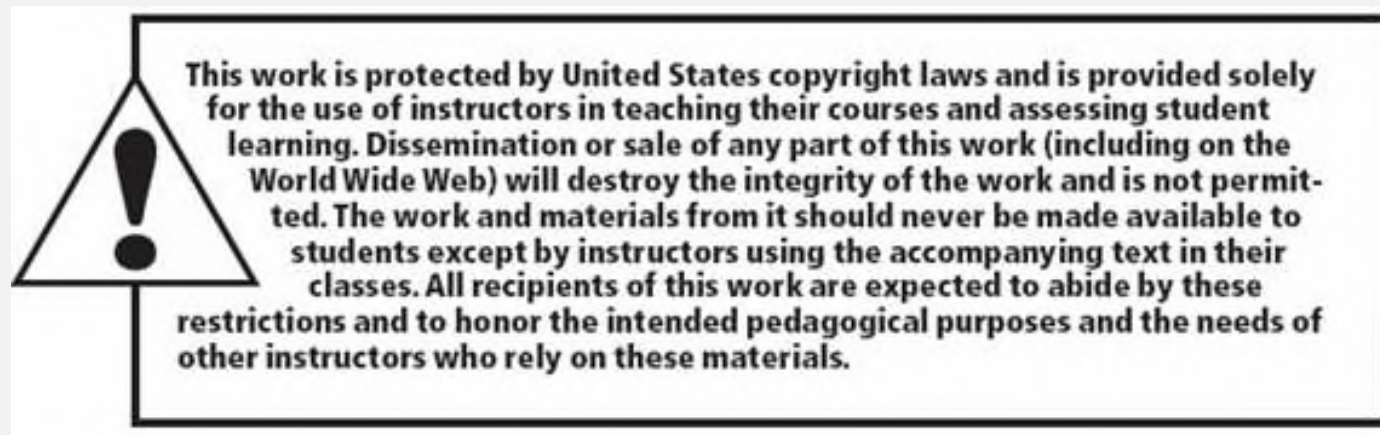 This work is protected by United States copyright laws and is provided solely
for the use of instructors in teaching their courses and assessing student
learning. Dissemination or sale of any part of this work (including on the
World Wide Web) will destroy the integrity of the work and is not permit-
ted. The work and materials from it should never be made available to
students except by instructors using the accompanying text in their
classes. All recipients of this work are expected to abide by these
restrictions and to honor the intended pedagogical purposes and the needs of
other instructors who rely on these materials.